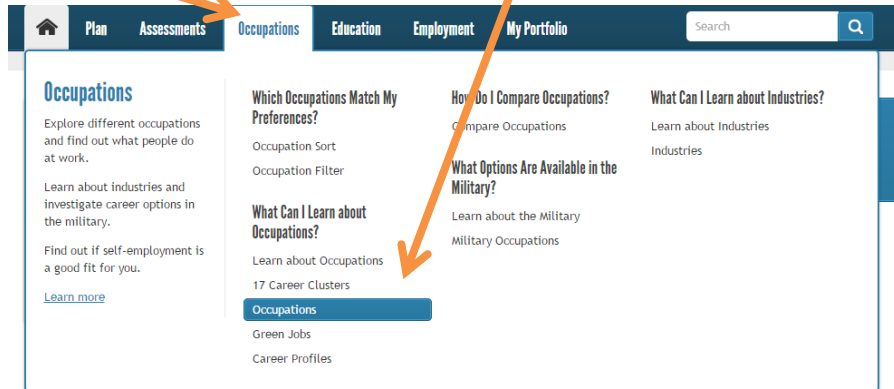 Plan Assessments Occupations Education Employment My Portfolio Search
Occupations
Explore different occupations
and find out what people do
at work.
Learn about industries and
investigate career options in
the military.
Find out if self-employment is
a good fit for you.
Learn more
Which Occupations Match My
Preferences?
Occupation Sort
Occupation Filter
What Can I Learn about
Occupations?
Learn about Occupations
17 Career Clusters
Occupations
Green Jobs
Career Profiles
How Do I Compare Occupations?
Compare Occupations
What Options Are Available in the
Military?
Learn about the Military
Military Occupations
What Can I Learn about Industries?
Learn about Industries
Industries